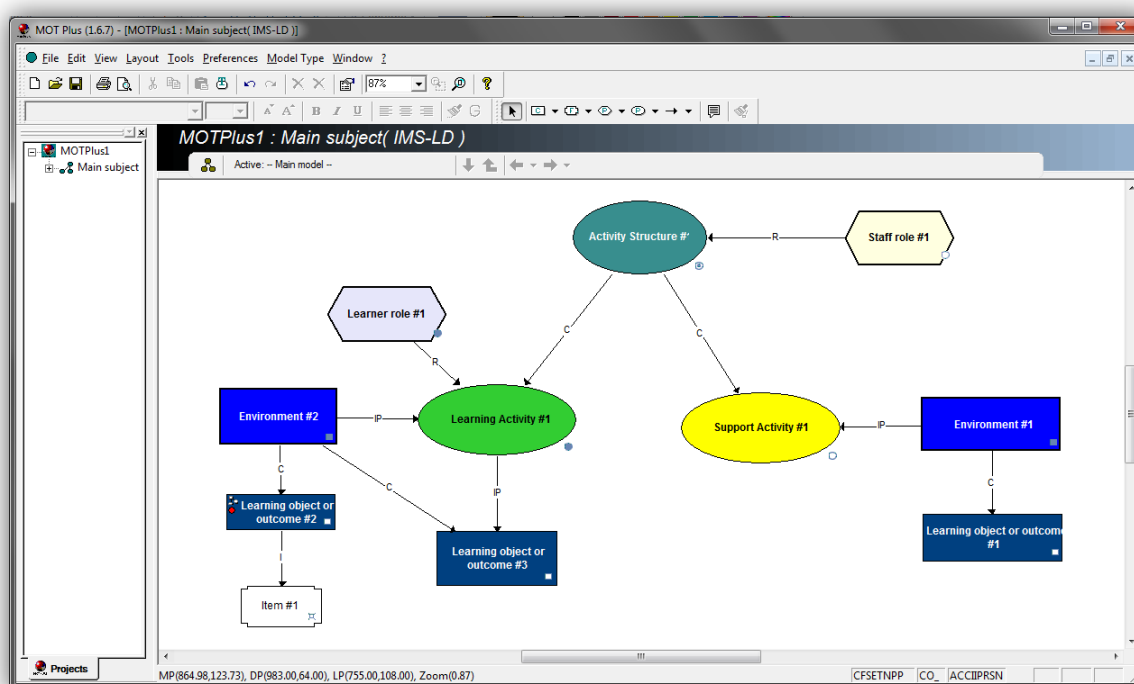 MOT Plus (1.6.7) - [MOTPlus1 : Main subject( IMS-LD )]
File Edit View Layout Tools Preferences Model Type Window ?
87%
B I U
C P P
MOTPlus1 : Main subject( IMS-LD )
MOTPlus1
Main subject
Active: -- Main model --
Activity Structure #
R
Staff role #1
Learner role #1
C
C
R
Environment #2
IP
Learning Activity #1
Support Activity #1
IP
Environment #1
C
C
IP
C
Learning object or
outcome #2
Learning object or
outcome #3
Learning object or outcome
#1
I
Item #1
Projects
MP(864.98,123.73), DP(983.00,64.00), LP(755.00,108.00), Zoom(0.87)
CFSETNPP CO_ ACCIIPRSN